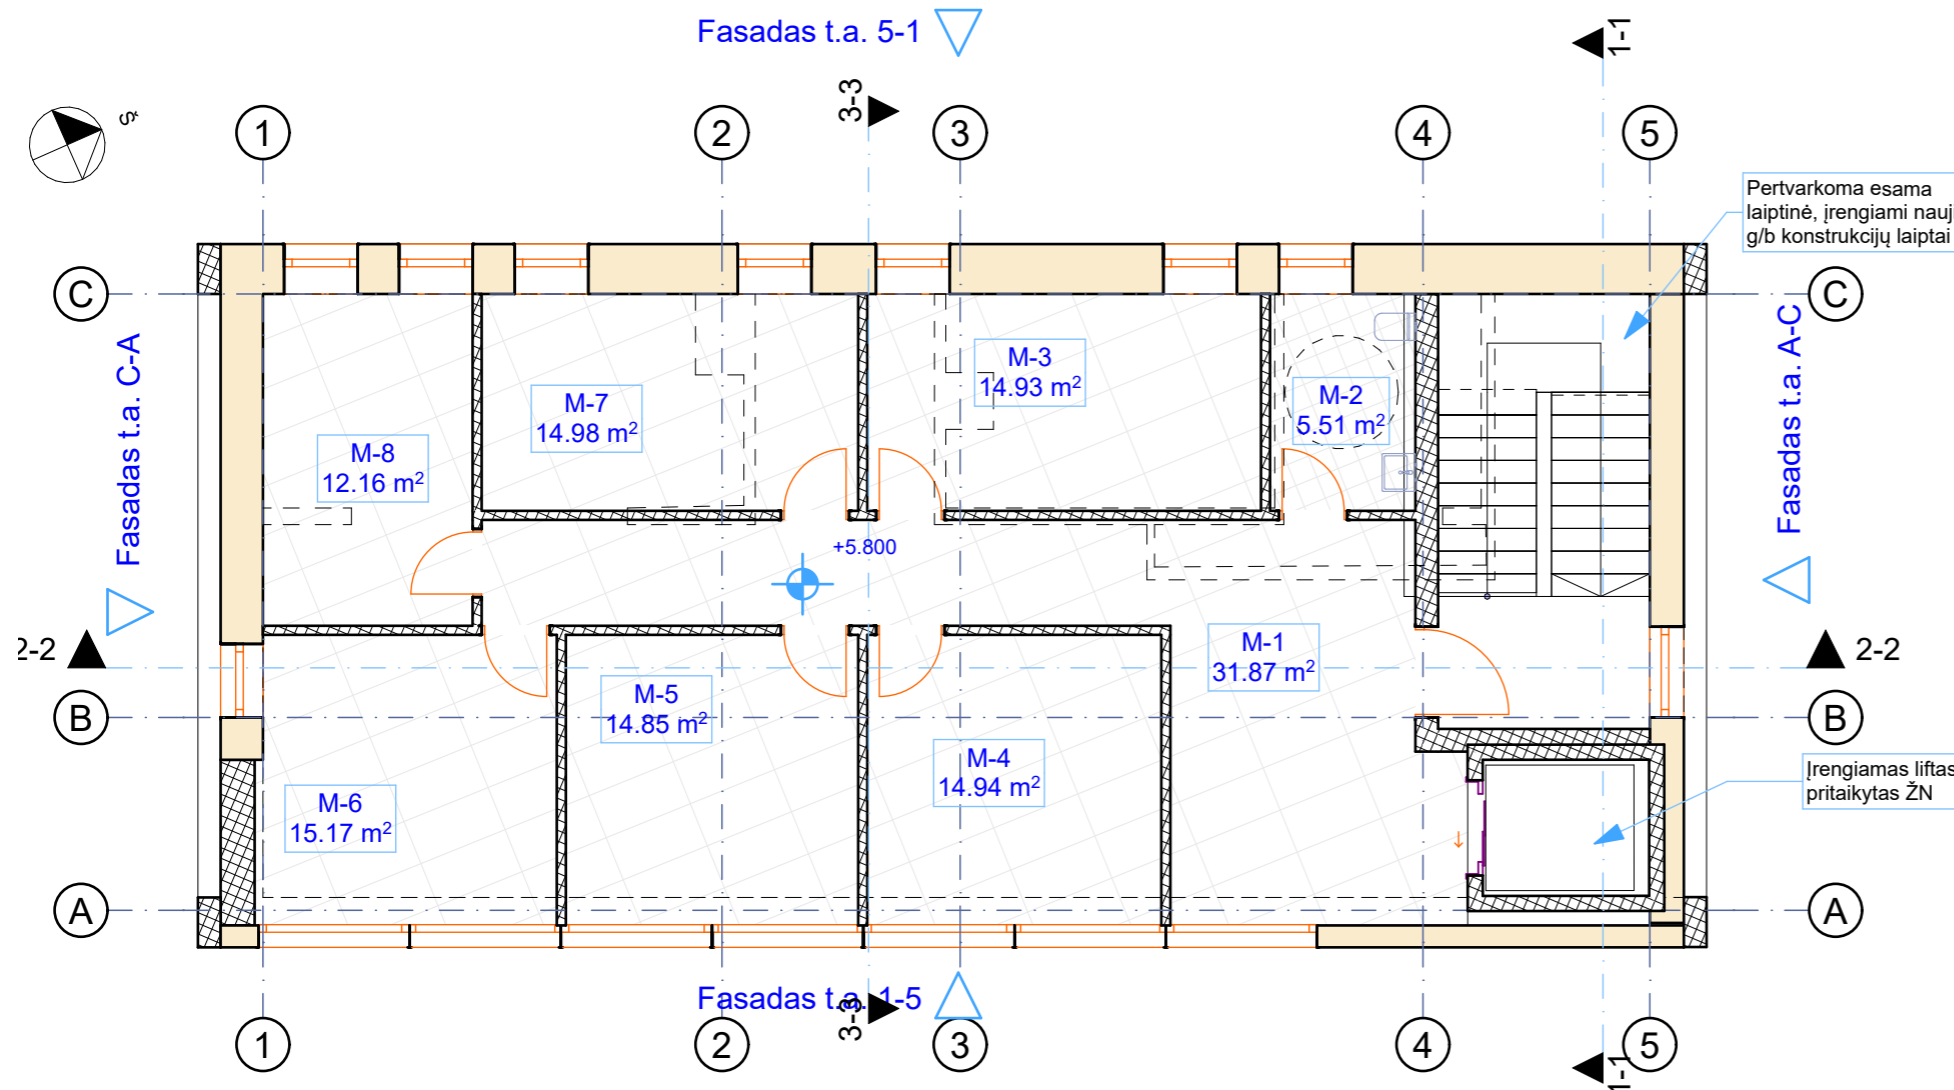 Fasadas t.a. 5-1
1-1
3-3
Š
1
2
3
4
5
Pertvarkoma esama
laiptinė, įrengiami nauji
g/b konstrukcijų laiptai
C
C
Fasadas t.a. C-A
Fasadas t.a. A-C
M-3
14.93 m²
M-7
14.98 m²
M-2
5.51 m²
M-8
12.16 m²
+5.800
2-2
2-2
M-1
31.87 m²
M-5
14.85 m²
B
B
M-4
14.94 m²
M-6
15.17 m²
Įrengiamas liftas
pritaikytas ŽN
A
A
Fasadas t.a. 1-5
3-3
1
2
3
4
5
1-1